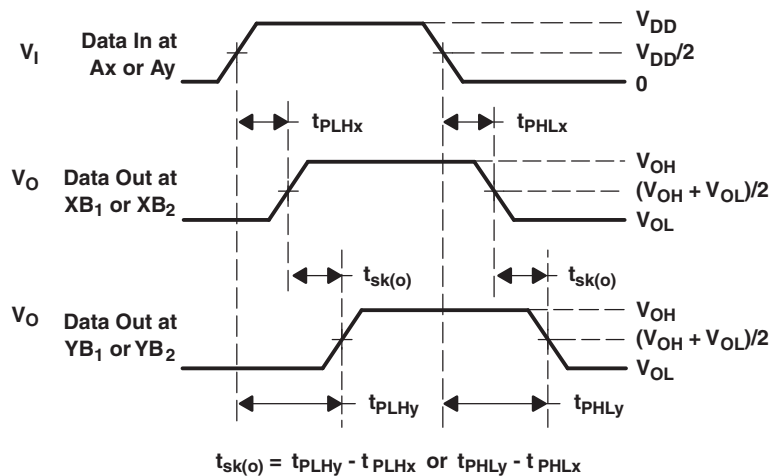 V_I
Data In at
Ax or Ay
V_DD
V_DD/2
0
t_PLHx
t_PHLx
V_O
Data Out at
XB_1 or XB_2
V_OH
(V_OH + V_OL)/2
V_OL
t_sk(o)
t_sk(o)
V_O
Data Out at
YB_1 or YB_2
V_OH
(V_OH + V_OL)/2
V_OL
t_PLHy
t_PHLy
t_sk(o) = t_PLHy - t_PLHx or t_PHLy - t_PHLx